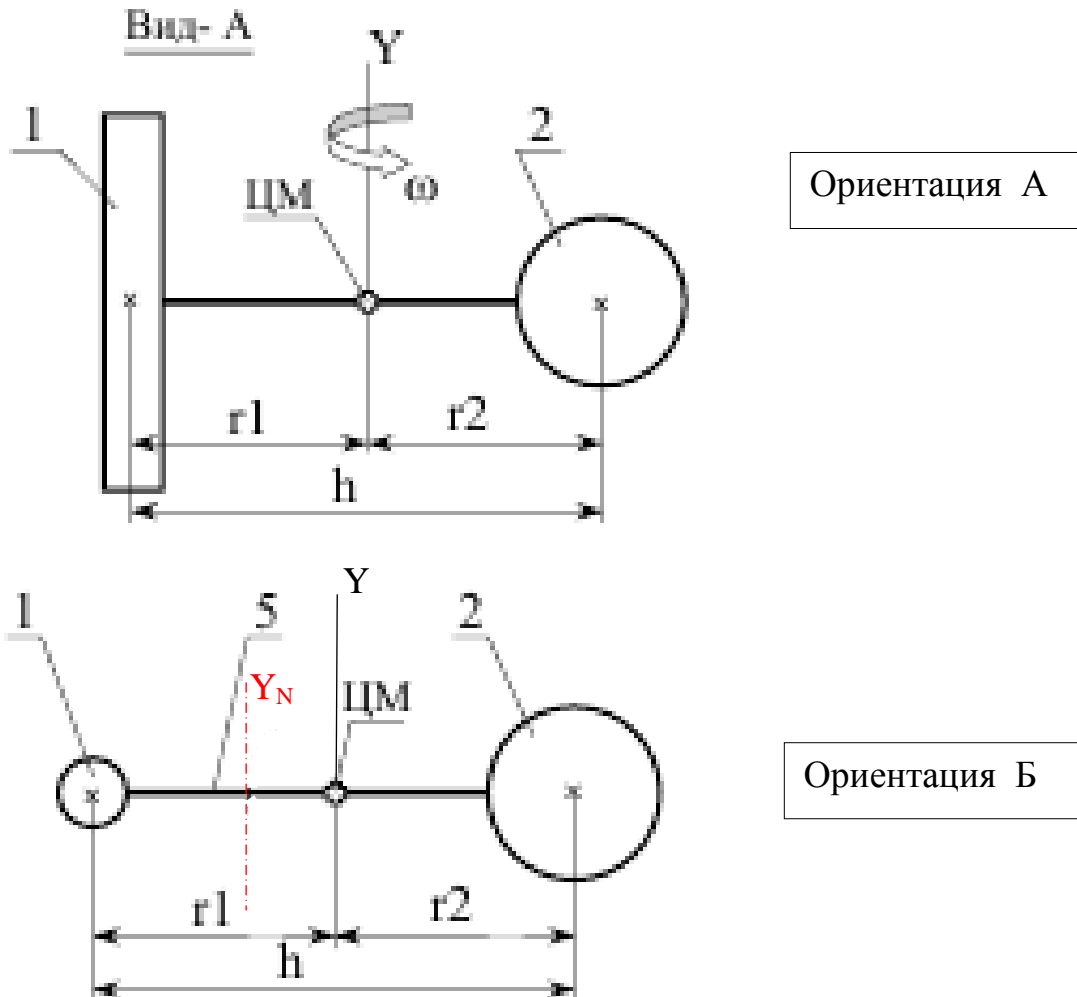 Вид- А
Y
1
2
ω
ЦМ
Ориентация А
r1
r2
h
Y
1
5
2
YN
ЦМ
Ориентация Б
r1
r2
h